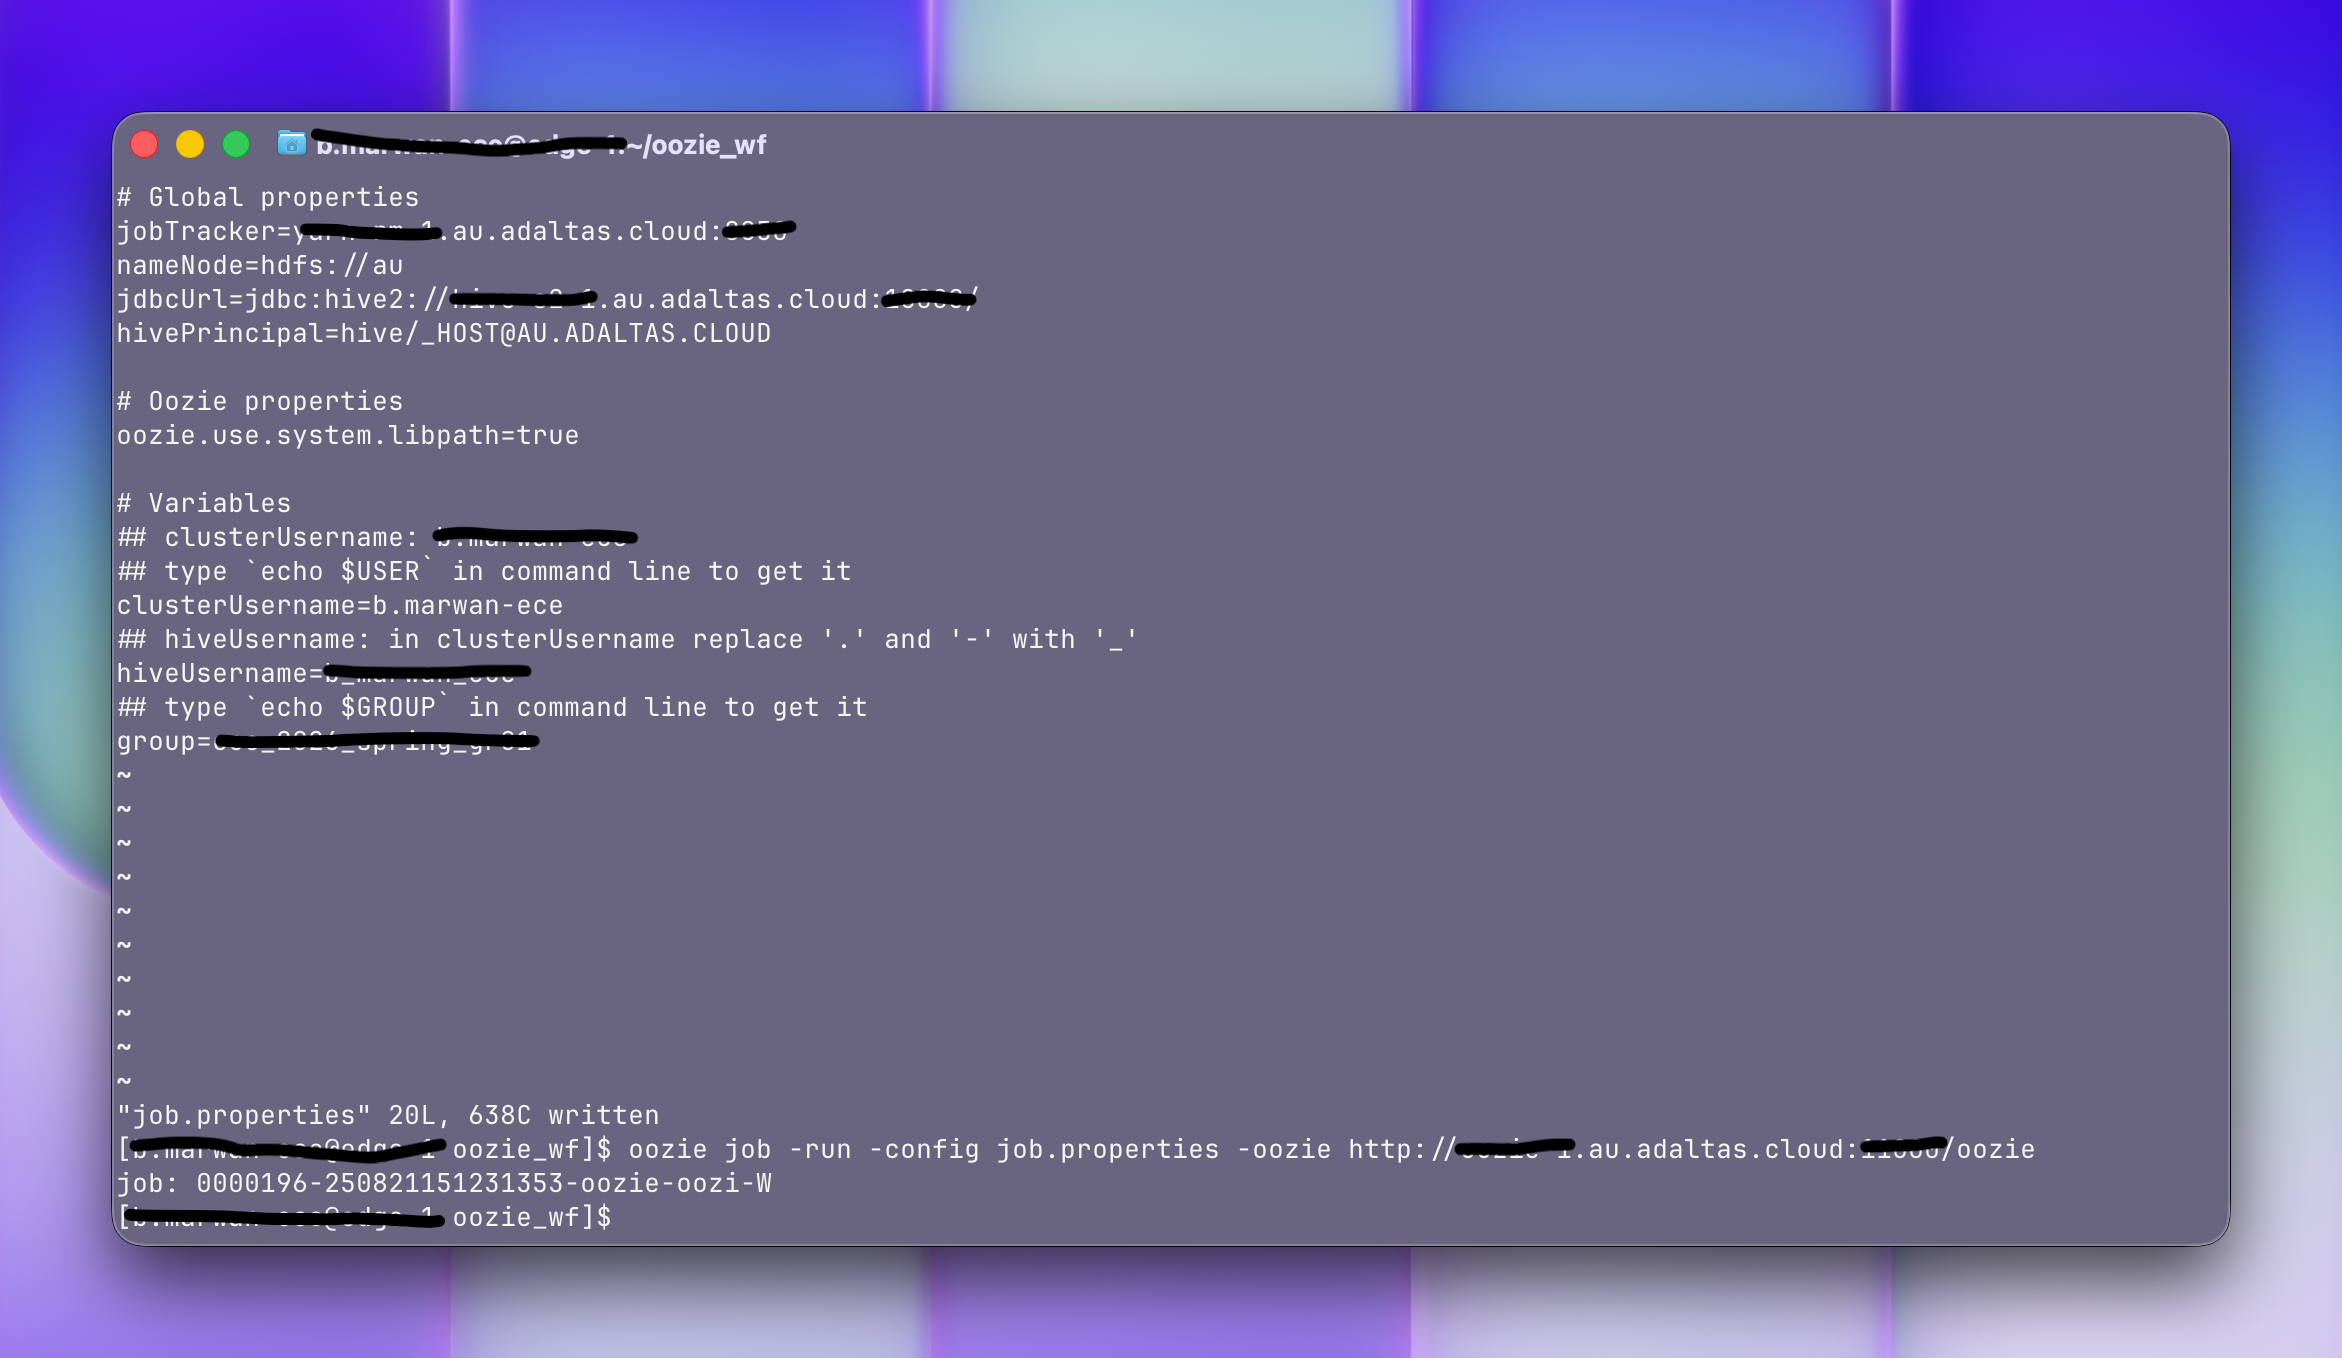 ~/oozie_wf
# Global properties
jobTracker= .au.adaltas.cloud:
nameNode=hdfs://au
jdbcUrl=jdbc:hive2:// .au.adaltas.cloud: /
hivePrincipal=hive/_HOST@AU.ADALTAS.CLOUD
# Oozie properties
oozie.use.system.libpath=true
# Variables
## clusterUsername:
## type `echo $USER` in command line to get it
clusterUsername=b.marwan-ece
## hiveUsername: in clusterUsername replace '.' and '-' with '_'
hiveUsername=
## type `echo $GROUP` in command line to get it
group=
~
~
~
~
~
~
~
~
~
~
"job.properties" 20L, 638C written
[ oozie_wf]$ oozie job -run -config job.properties -oozie http:// .au.adaltas.cloud: /oozie
job: 0000196-250821151231353-oozie-oozi-W
[ oozie_wf]$